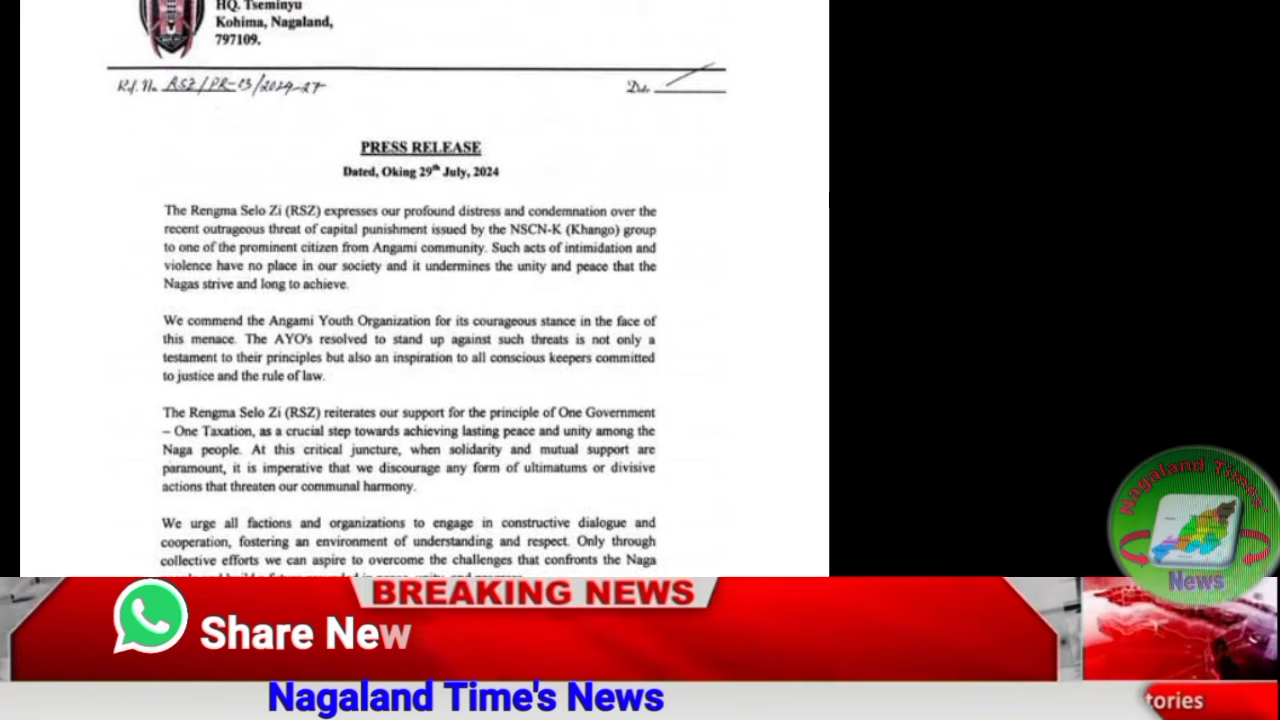 HQ. Tseminyu
Kohima, Nagaland,
797109.
Rf. No. RSZ/PR-03/2024-27
Date
PRESS RELEASE
Dated, Oking 29th July, 2024
The Rengma Selo Zi (RSZ) expresses our profound distress and condemnation over the
recent outrageous threat of capital punishment issued by the NSCN-K (Khango) group
to one of the prominent citizen from Angami community. Such acts of intimidation and
violence have no place in our society and it undermines the unity and peace that the
Nagas strive and long to achieve.
We commend the Angami Youth Organization for its courageous stance in the face of
this menace. The AYO's resolved to stand up against such threats is not only a
testament to their principles but also an inspiration to all conscious keepers committed
to justice and the rule of law.
The Rengma Selo Zi (RSZ) reiterates our support for the principle of One Government
– One Taxation, as a crucial step towards achieving lasting peace and unity among the
Naga people. At this critical juncture, when solidarity and mutual support are
paramount, it is imperative that we discourage any form of ultimatums or divisive
actions that threaten our communal harmony.
We urge all factions and organizations to engage in constructive dialogue and
cooperation, fostering an environment of understanding and respect. Only through
collective efforts we can aspire to overcome the challenges that confronts the Naga
Nagaland Time's
News
BREAKING NEWS
Share New
Nagaland Time's News
tories